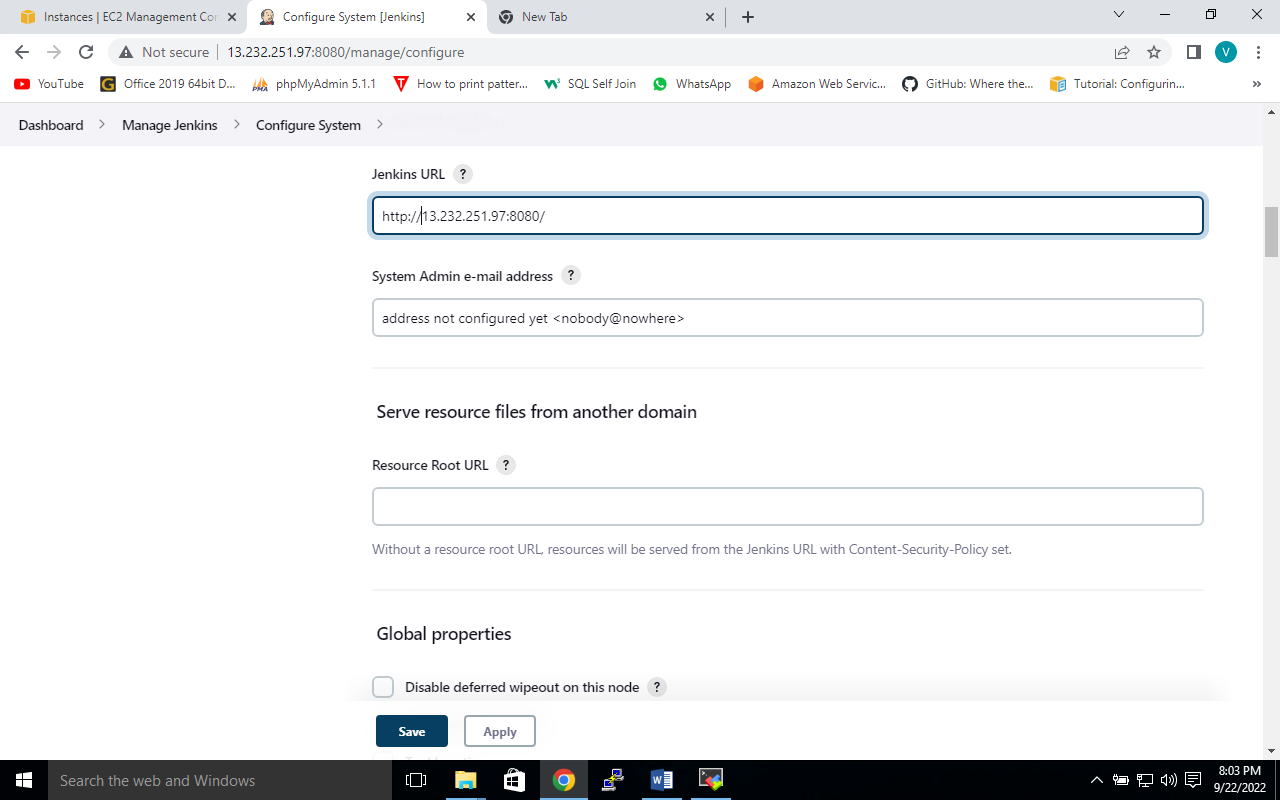 Instances | EC2 Management Con
Configure System [Jenkins]
New Tab
Not secure
13.232.251.97:8080/manage/configure
V
YouTube
Office 2019 64bit D...
phpMyAdmin 5.1.1
How to print patter...
SQL Self Join
WhatsApp
Amazon Web Servic...
GitHub: Where the...
Tutorial: Configurin...
»
Dashboard > Manage Jenkins > Configure System >
Jenkins URL ?
http://13.232.251.97:8080/
System Admin e-mail address ?
address not configured yet <nobody@nowhere>
Serve resource files from another domain
Resource Root URL ?
Without a resource root URL, resources will be served from the Jenkins URL with Content-Security-Policy set.
Global properties
Disable deferred wipeout on this node ?
Save
Apply
Search the web and Windows
8:03 PM
9/22/2022